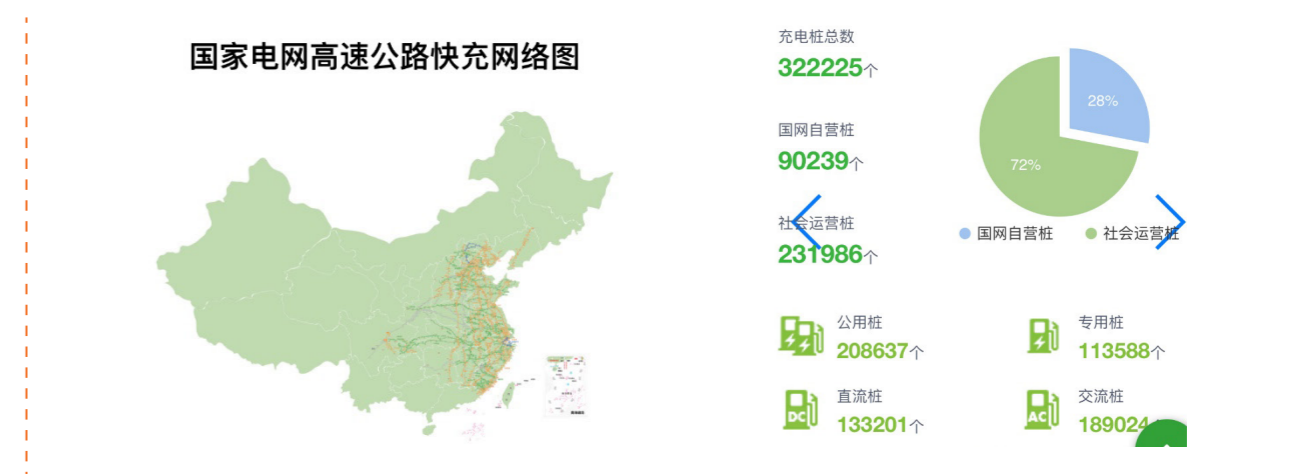 国家电网高速公路快充网络图
充电桩总数
322225个
国网自营桩
90239个
社会运营桩
231986个
28%
72%
国网自营桩
社会运营桩
公用桩
208637个
专用桩
113588个
直流桩
DC
133201个
交流桩
AC
189024